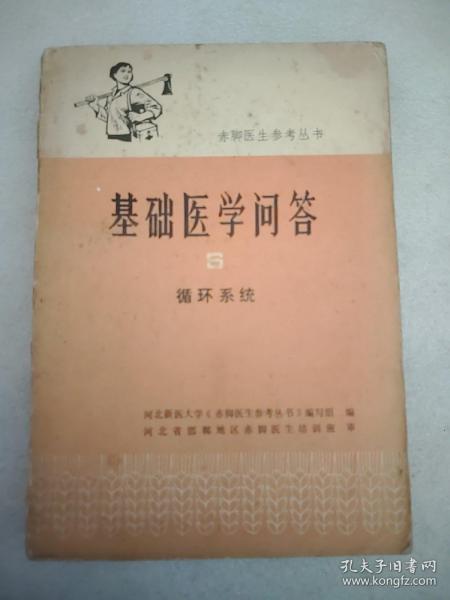 赤脚医生参考丛书
基础医学问答
5
循环系统
河北新医大学《赤脚医生参考丛书》编写组 编
河北省邯郸地区赤脚医生培训班 审
孔夫子旧书网
www.kongfz.com